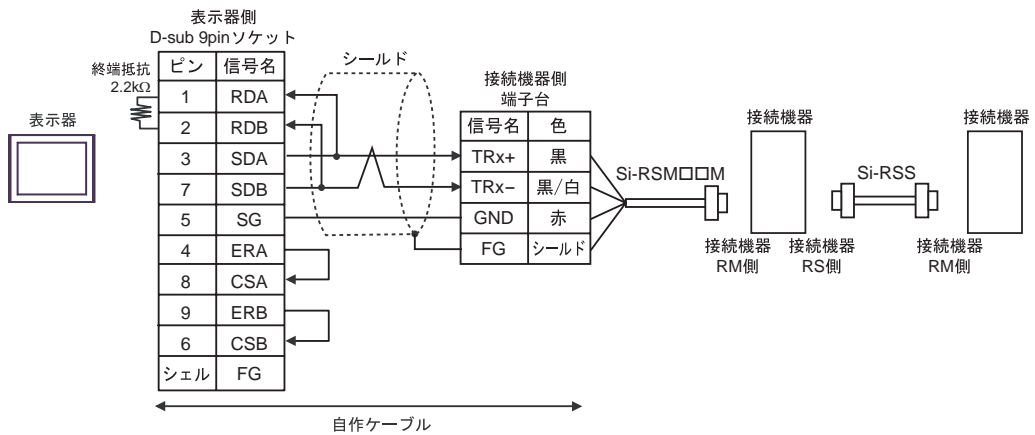 表示器側
D-sub 9pinソケット
終端抵抗
2.2kΩ
表示器
ピン 信号名
1 RDA
2 RDB
3 SDA
7 SDB
5 SG
4 ERA
8 CSA
9 ERB
6 CSB
シェル FG
シールド
接続機器側
端子台
信号名 色
TRx+ 黒
TRx− 黒/白
GND 赤
FG シールド
Si-RSM□□M
接続機器
Si-RSS
接続機器
接続機器
RM側
接続機器
RS側
接続機器
RM側
自作ケーブル